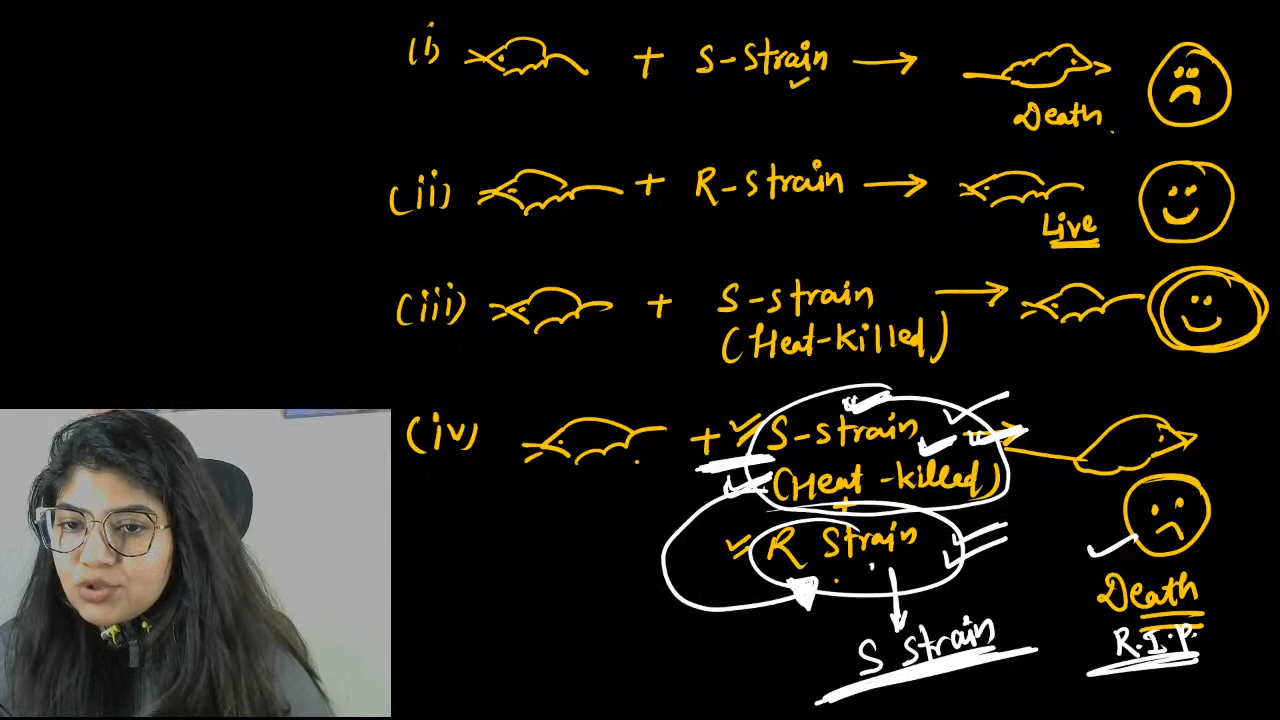 (i) + S-Strain → Death
(ii) + R-Strain → Live
(iii) + S-strain → 
(Heat-killed)
(iv) + S-strain →
(Heat-killed)
+
R Strain
Death
S Strain
R.I.P.